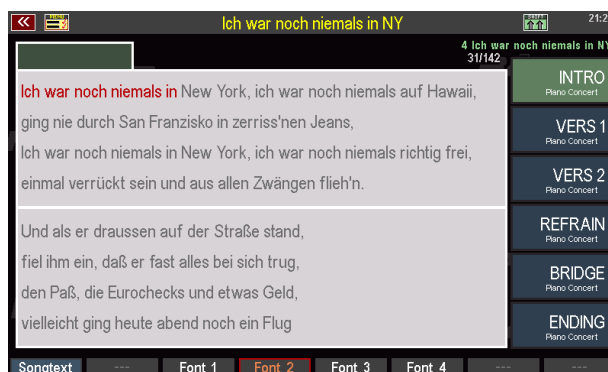 Ich war noch niemals in NY
21:2
4 Ich war noch niemals in NY
31/142
Ich war noch niemals in New York, ich war noch niemals auf Hawaii,
ging nie durch San Franzisko in zerriss'nen Jeans,
Ich war noch niemals in New York, ich war noch niemals richtig frei,
einmal verrückt sein und aus allen Zwängen flieh'n.
Und als er draussen auf der Straße stand,
fiel ihm ein, daß er fast alles bei sich trug,
den Paß, die Eurochecks und etwas Geld,
vielleicht ging heute abend noch ein Flug
INTRO
Piano Concert
VERS 1
Piano Concert
VERS 2
Piano Concert
REFRAIN
Piano Concert
BRIDGE
Piano Concert
ENDING
Piano Concert
Songtext --- Font 1 Font 2 Font 3 Font 4 --- ---